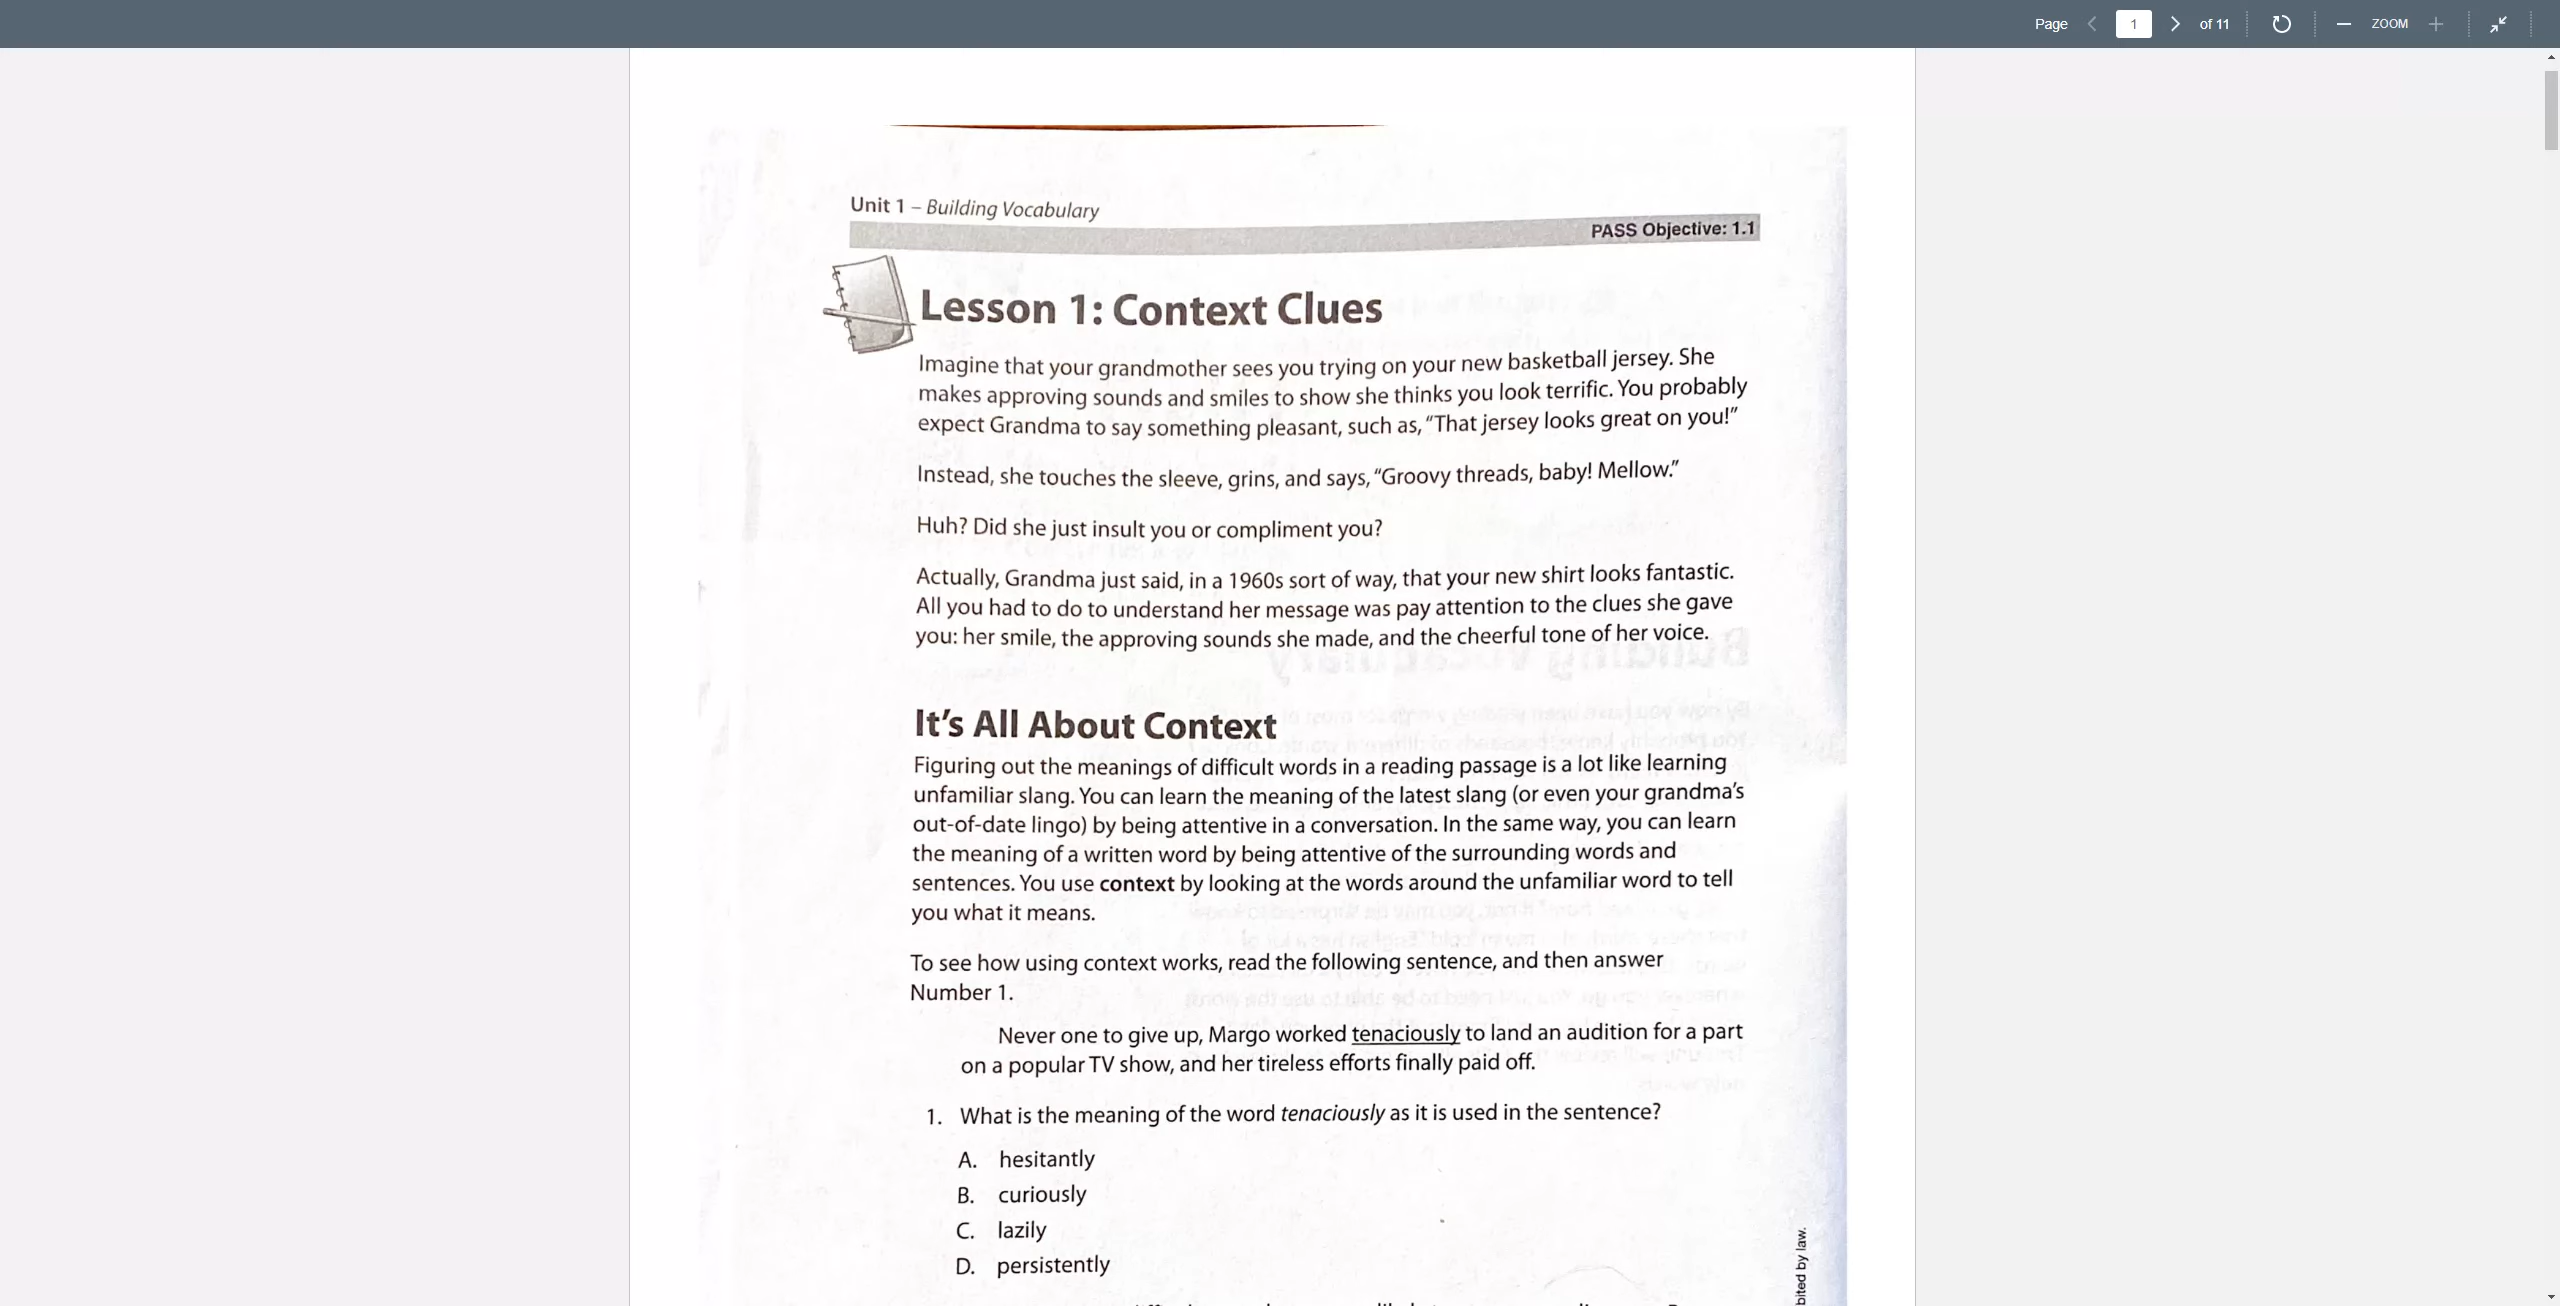 Page 1 of 11 ZOOM
Unit 1 – Building Vocabulary
PASS Objective: 1.1
Lesson 1: Context Clues
Imagine that your grandmother sees you trying on your new basketball jersey. She
makes approving sounds and smiles to show she thinks you look terrific. You probably
expect Grandma to say something pleasant, such as, “That jersey looks great on you!”
Instead, she touches the sleeve, grins, and says, “Groovy threads, baby! Mellow.”
Huh? Did she just insult you or compliment you?
Actually, Grandma just said, in a 1960s sort of way, that your new shirt looks fantastic.
All you had to do to understand her message was pay attention to the clues she gave
you: her smile, the approving sounds she made, and the cheerful tone of her voice.
It’s All About Context
Figuring out the meanings of difficult words in a reading passage is a lot like learning
unfamiliar slang. You can learn the meaning of the latest slang (or even your grandma’s
out-of-date lingo) by being attentive in a conversation. In the same way, you can learn
the meaning of a written word by being attentive of the surrounding words and
sentences. You use context by looking at the words around the unfamiliar word to tell
you what it means.
To see how using context works, read the following sentence, and then answer
Number 1.
Never one to give up, Margo worked tenaciously to land an audition for a part
on a popular TV show, and her tireless efforts finally paid off.
1. What is the meaning of the word tenaciously as it is used in the sentence?
A. hesitantly
B. curiously
C. lazily
D. persistently
bited by law.